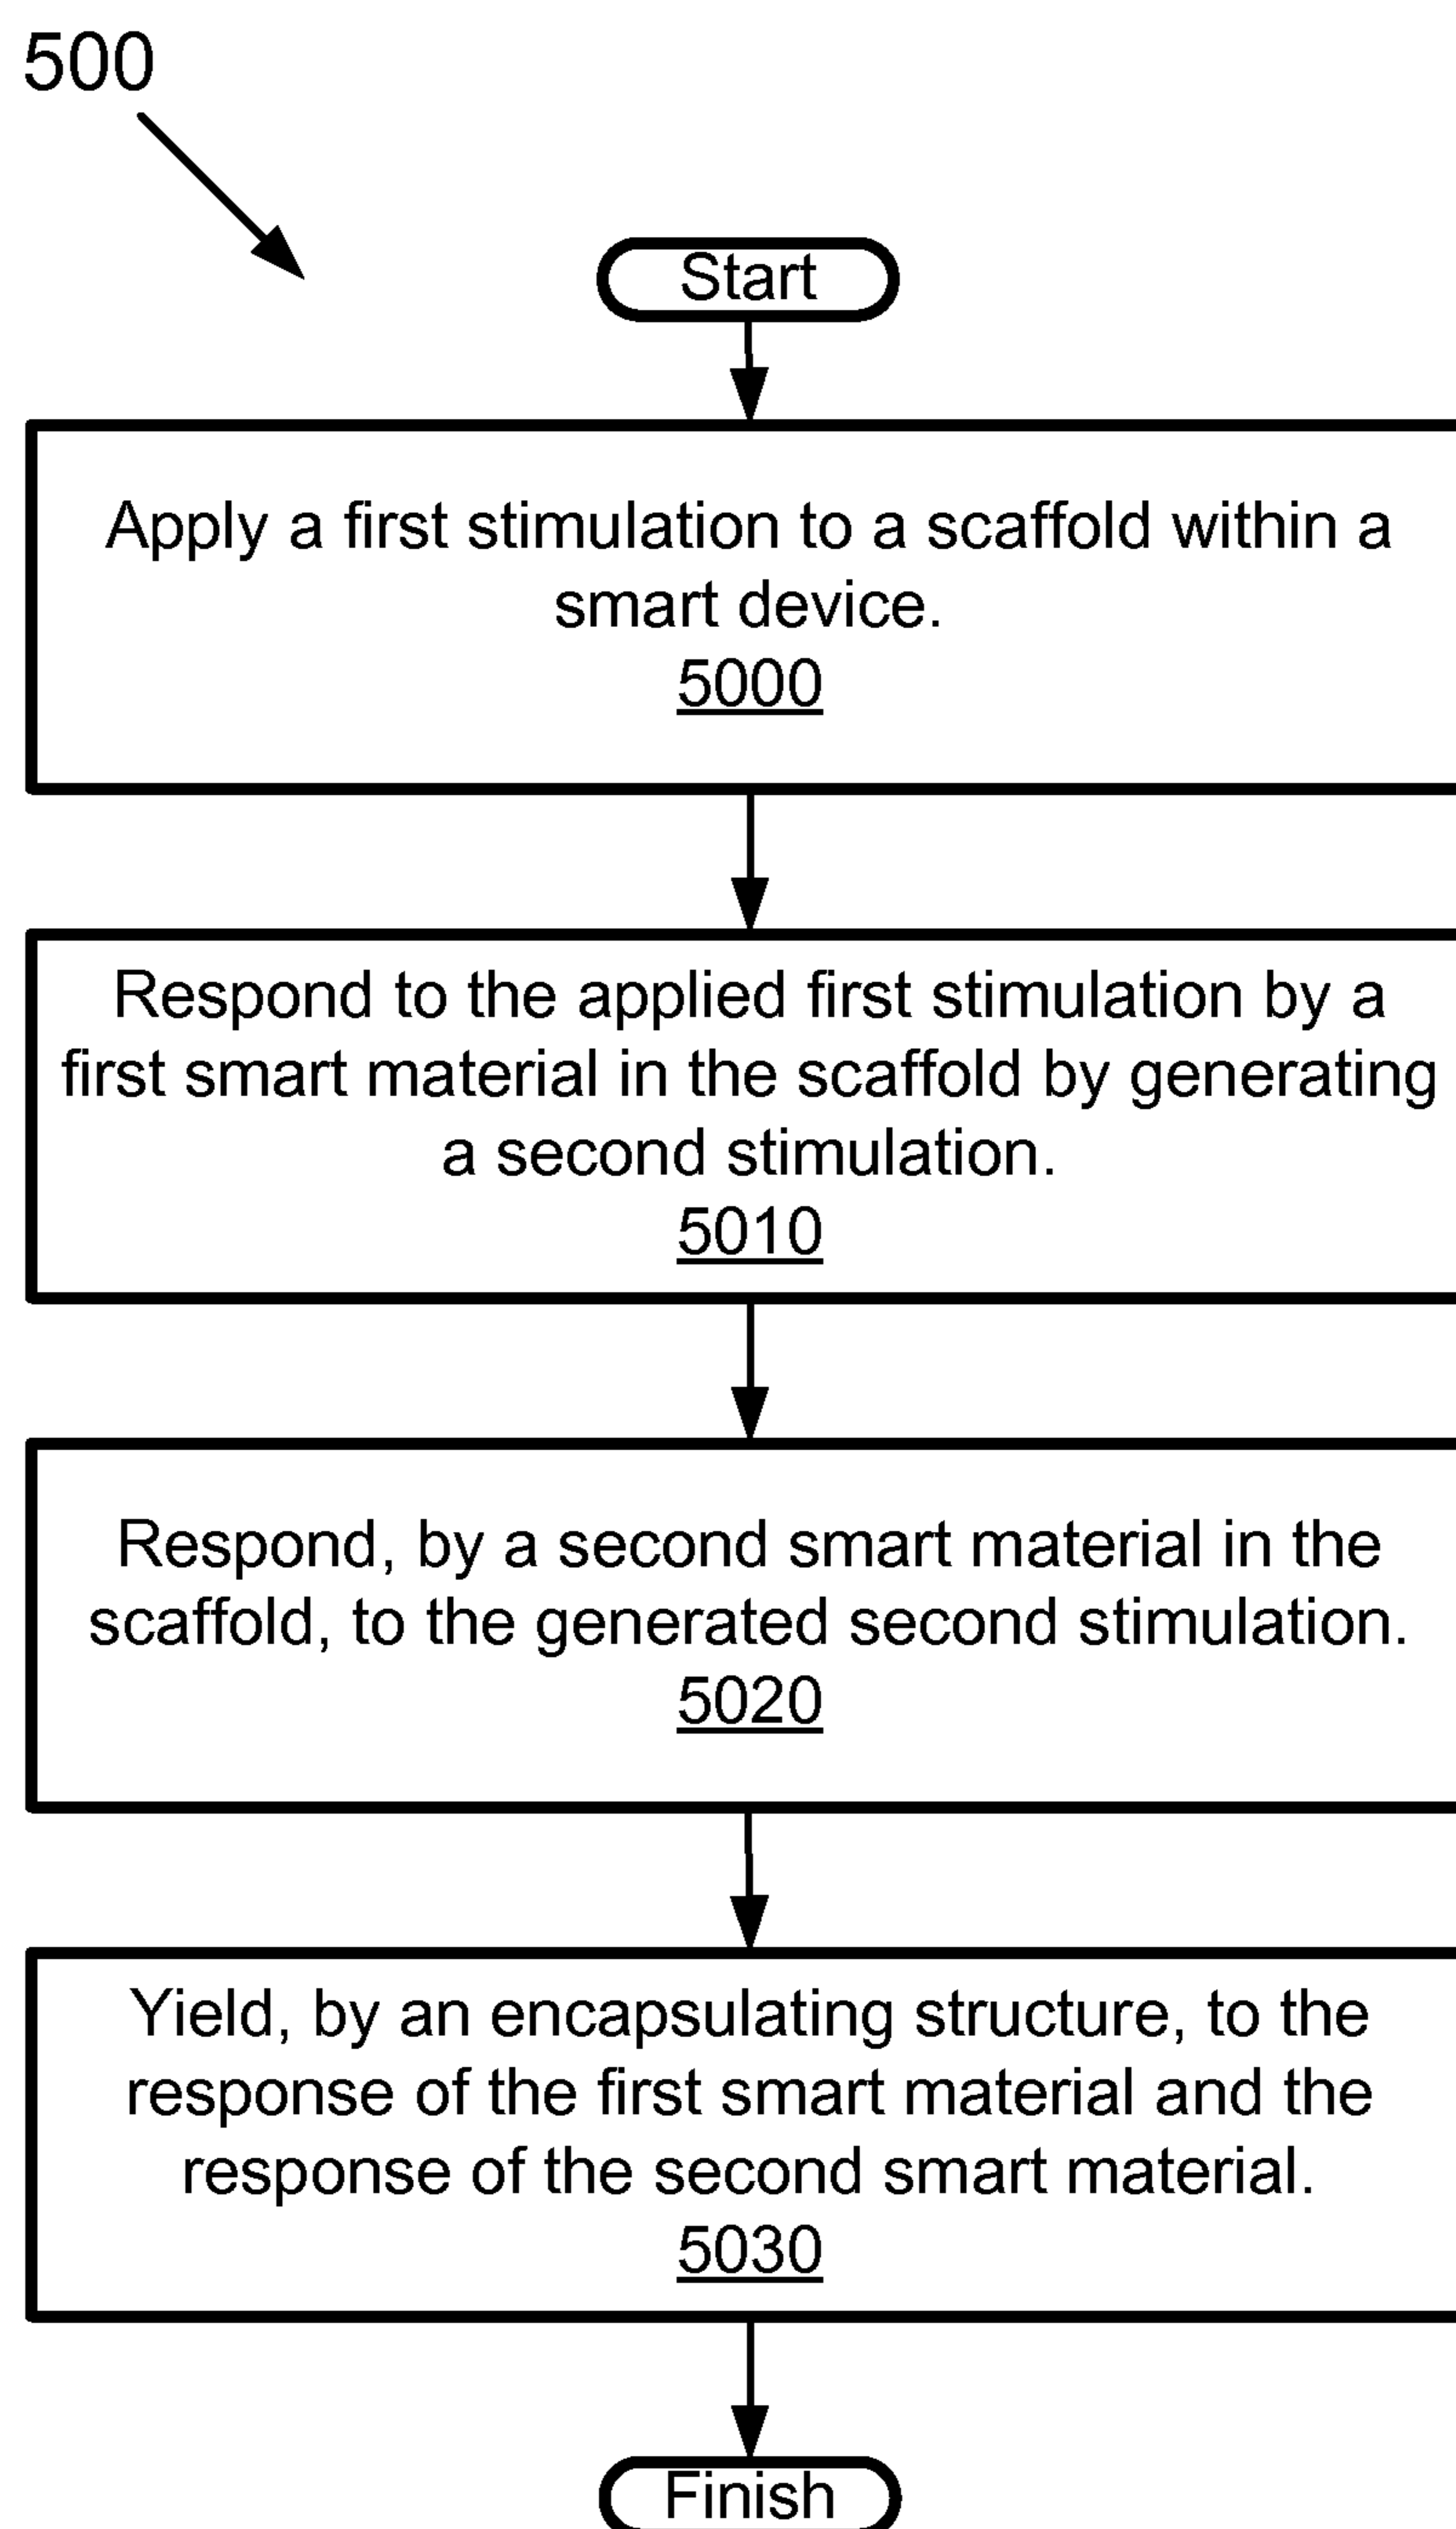 500
Start
Apply a first stimulation to a scaffold within a
smart device.
5000
Respond to the applied first stimulation by a
first smart material in the scaffold by generating
a second stimulation.
5010
Respond, by a second smart material in the
scaffold, to the generated second stimulation.
5020
Yield, by an encapsulating structure, to the
response of the first smart material and the
response of the second smart material.
5030
Finish